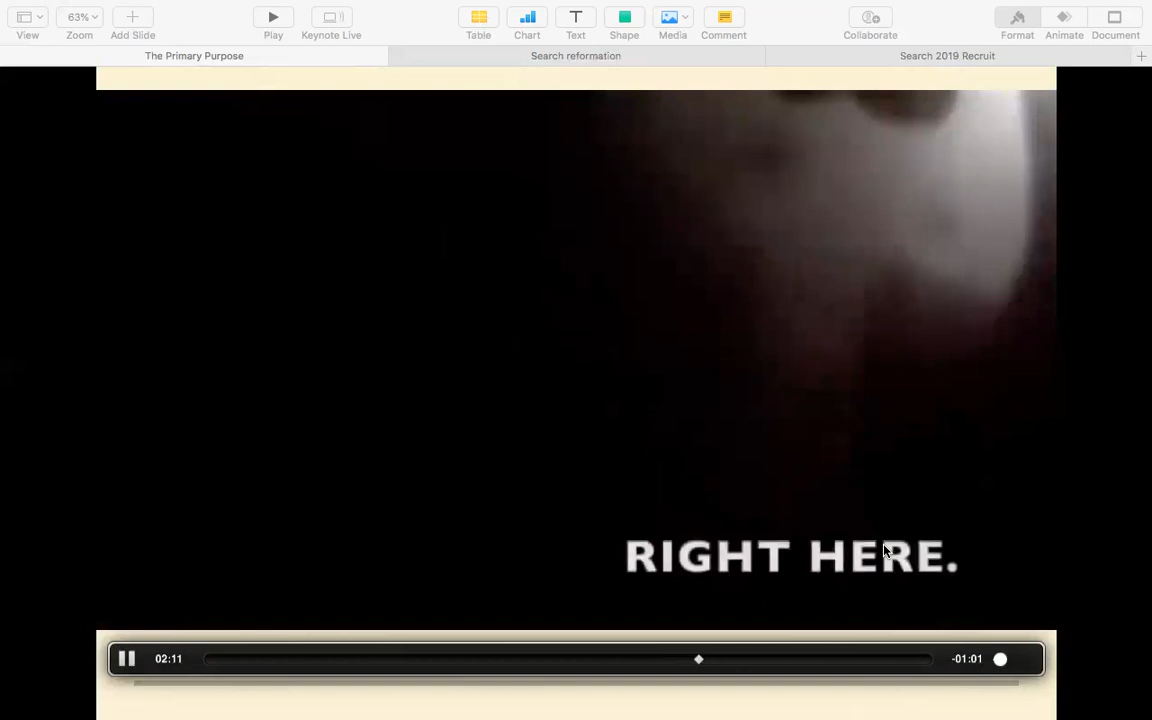 View
Zoom
Add Slide
Play
Keynote Live
Table
Chart
Text
Shape
Media
Comment
Collaborate
Format
Animate
Document
63%
The Primary Purpose
Search reformation
Search 2019 Recruit
RIGHT HERE.
02:11
-01:01